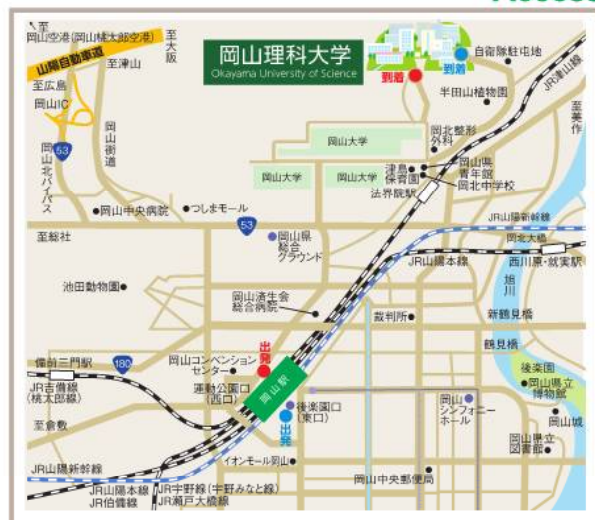 至
岡山空港(岡山桃太郎空港)
至大阪
山陽自動車道
至津山
至広島
岡山IC
岡山理科大学
Okayama University of Science
到着
到着
自衛隊駐屯地
半田山植物園
JR津山線
至美作
53
岡山北バイパス
岡山街道
岡山大学
岡北整形
外科
岡山大学
岡山大学
津島
保育園
岡山県
青年館
岡北中学校
法界院駅
岡山中央病院
つしまモール
53
JR山陽新幹線
至総社
岡山県
総合
グラウンド
岡北大橋
JR山陽本線
西川原・就実駅
旭川
池田動物園
岡山済生会
総合病院
裁判所
新鶴見橋
鶴見橋
備前三門駅
180
岡山コンベンション
センター
出発
運動公園口
(西口)
岡山駅
後楽園
岡山県立
博物館
JR吉備線
(桃太郎線)
後楽園口
(東口)
出発
岡山
シンフォニー
ホール
岡山城
至倉敷
岡山県立
図書館
イオンモール岡山
JR山陽新幹線
岡山中央郵便局
JR山陽本線
JR伯備線
JR宇野線(宇野みなと線)
JR瀬戸大橋線